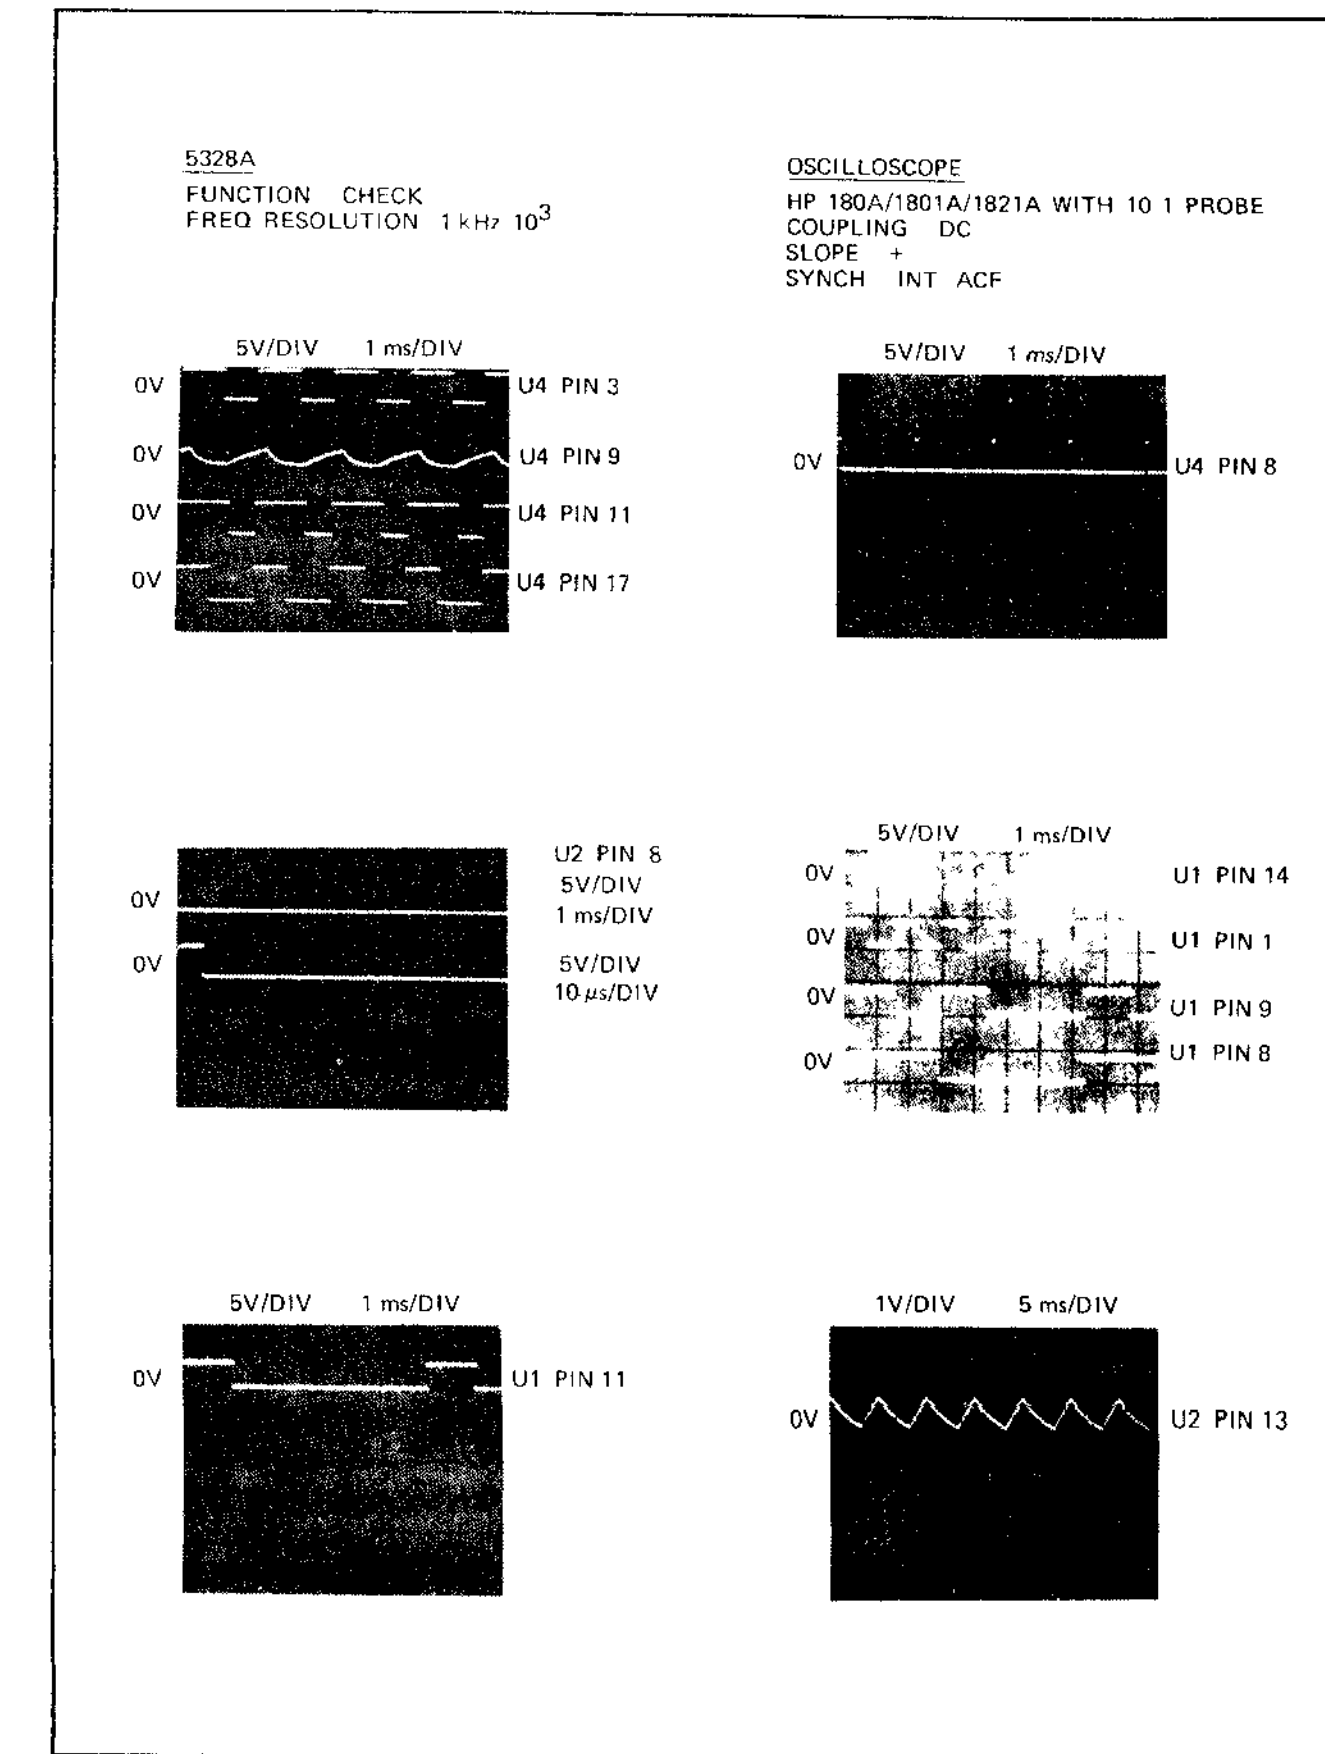 5328A
FUNCTION CHECK
FREQ RESOLUTION 1 kHz 10³
OSCILLOSCOPE
HP 180A/1801A/1821A WITH 10 1 PROBE
COUPLING DC
SLOPE +
SYNCH INT ACF
5V/DIV 1 ms/DIV
0V U4 PIN 3
0V U4 PIN 9
0V U4 PIN 11
0V U4 PIN 17
5V/DIV 1 ms/DIV
0V U4 PIN 8
U2 PIN 8
5V/DIV
0V 1 ms/DIV
0V 5V/DIV
10 μs/DIV
5V/DIV 1 ms/DIV
0V U1 PIN 14
0V U1 PIN 1
0V U1 PIN 9
0V U1 PIN 8
5V/DIV 1 ms/DIV
0V U1 PIN 11
1V/DIV 5 ms/DIV
0V U2 PIN 13